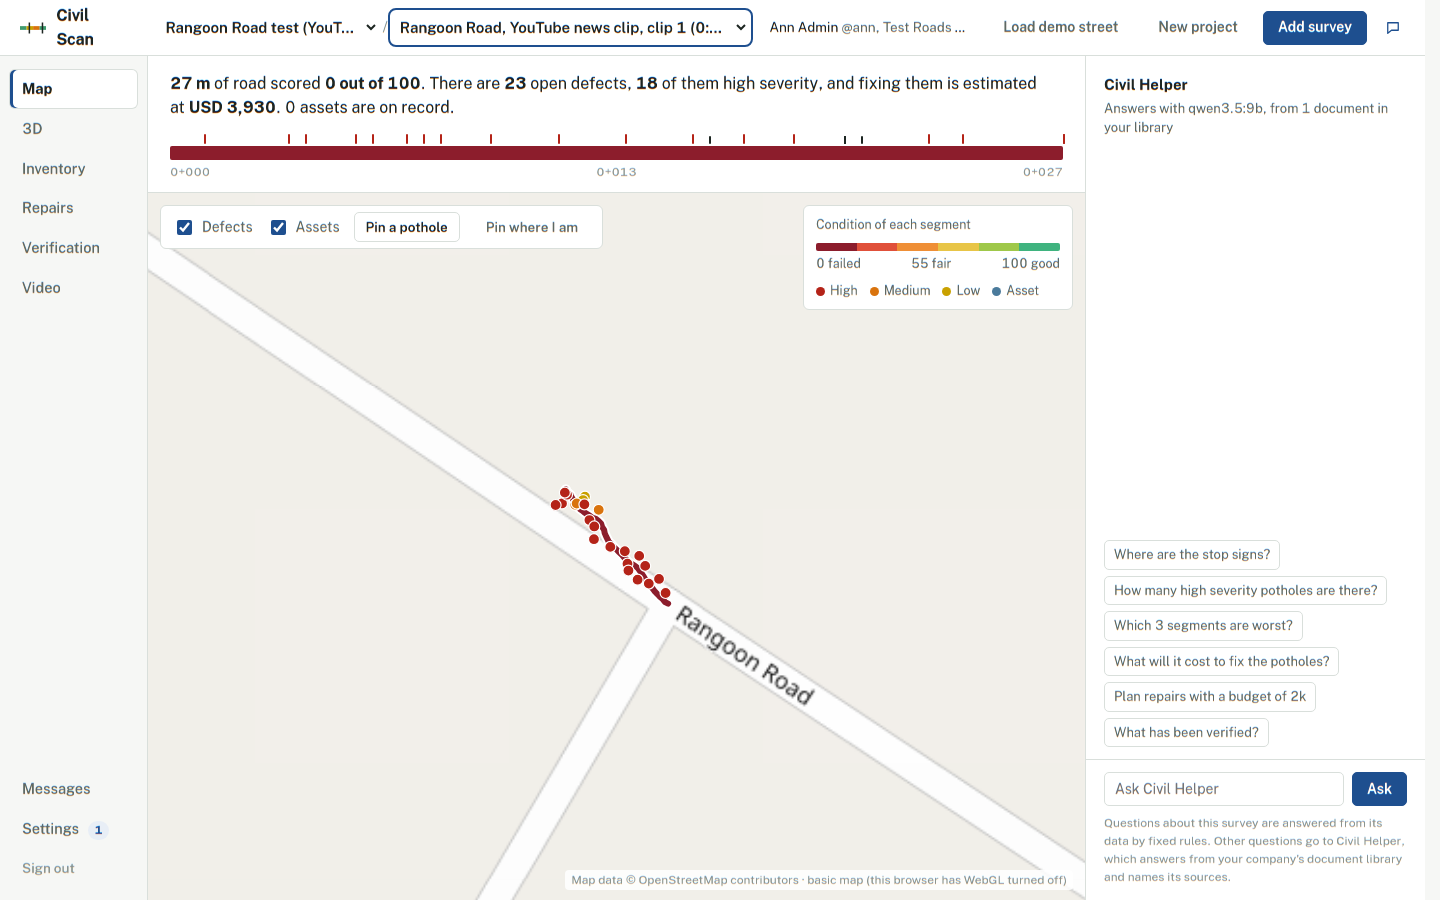 Civil
Scan
Rangoon Road test (YouT...
/
Rangoon Road, YouTube news clip, clip 1 (0:...
Ann Admin @ann, Test Roads ...
Load demo street
New project
Add survey
Map
3D
Inventory
Repairs
Verification
Video
Messages
Settings 1
Sign out
27 m of road scored 0 out of 100. There are 23 open defects, 18 of them high severity, and fixing them is estimated
at USD 3,930. 0 assets are on record.
0+000
0+013
0+027
Defects
Assets
Pin a pothole
Pin where I am
Condition of each segment
0 failed
55 fair
100 good
High
Medium
Low
Asset
Rangoon Road
Map data © OpenStreetMap contributors · basic map (this browser has WebGL turned off)
Civil Helper
Answers with qwen3.5:9b, from 1 document in
your library
Where are the stop signs?
How many high severity potholes are there?
Which 3 segments are worst?
What will it cost to fix the potholes?
Plan repairs with a budget of 2k
What has been verified?
Ask Civil Helper
Ask
Questions about this survey are answered from its
data by fixed rules. Other questions go to Civil Helper,
which answers from your company's document library
and names its sources.